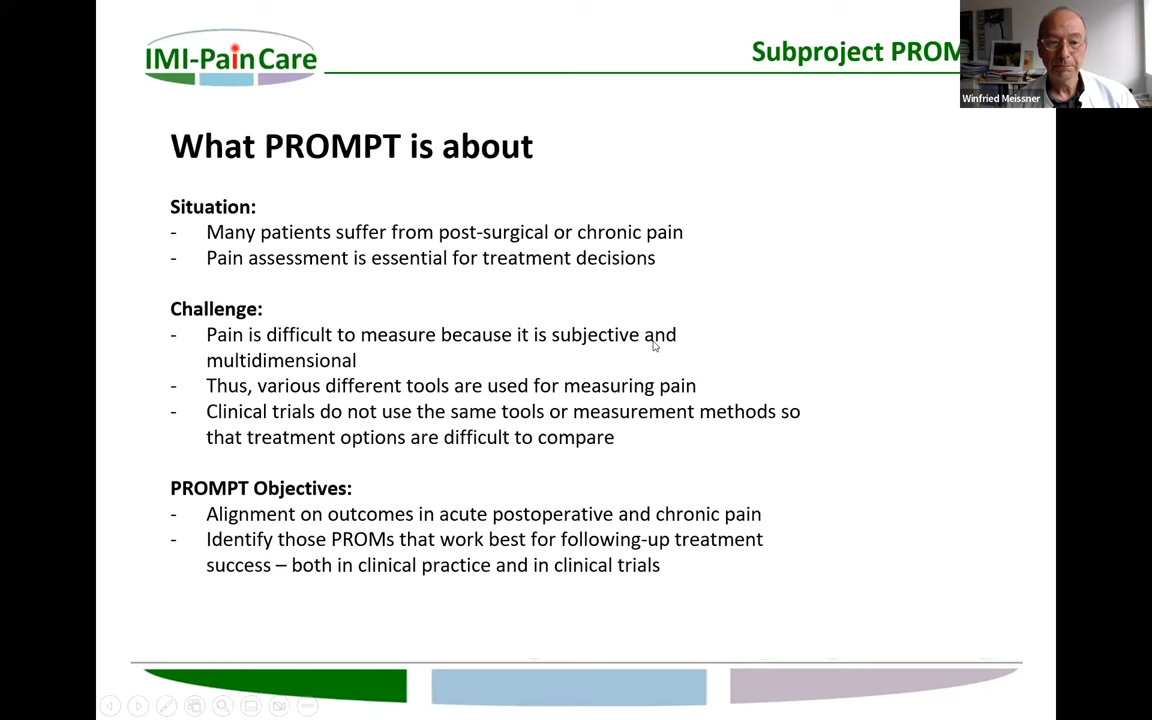 IMI-PainCare
Subproject PROM
Winfried Meissner
What PROMPT is about
Situation:
- Many patients suffer from post-surgical or chronic pain
- Pain assessment is essential for treatment decisions
Challenge:
- Pain is difficult to measure because it is subjective and
multidimensional
- Thus, various different tools are used for measuring pain
- Clinical trials do not use the same tools or measurement methods so
that treatment options are difficult to compare
PROMPT Objectives:
- Alignment on outcomes in acute postoperative and chronic pain
- Identify those PROMs that work best for following-up treatment
success – both in clinical practice and in clinical trials